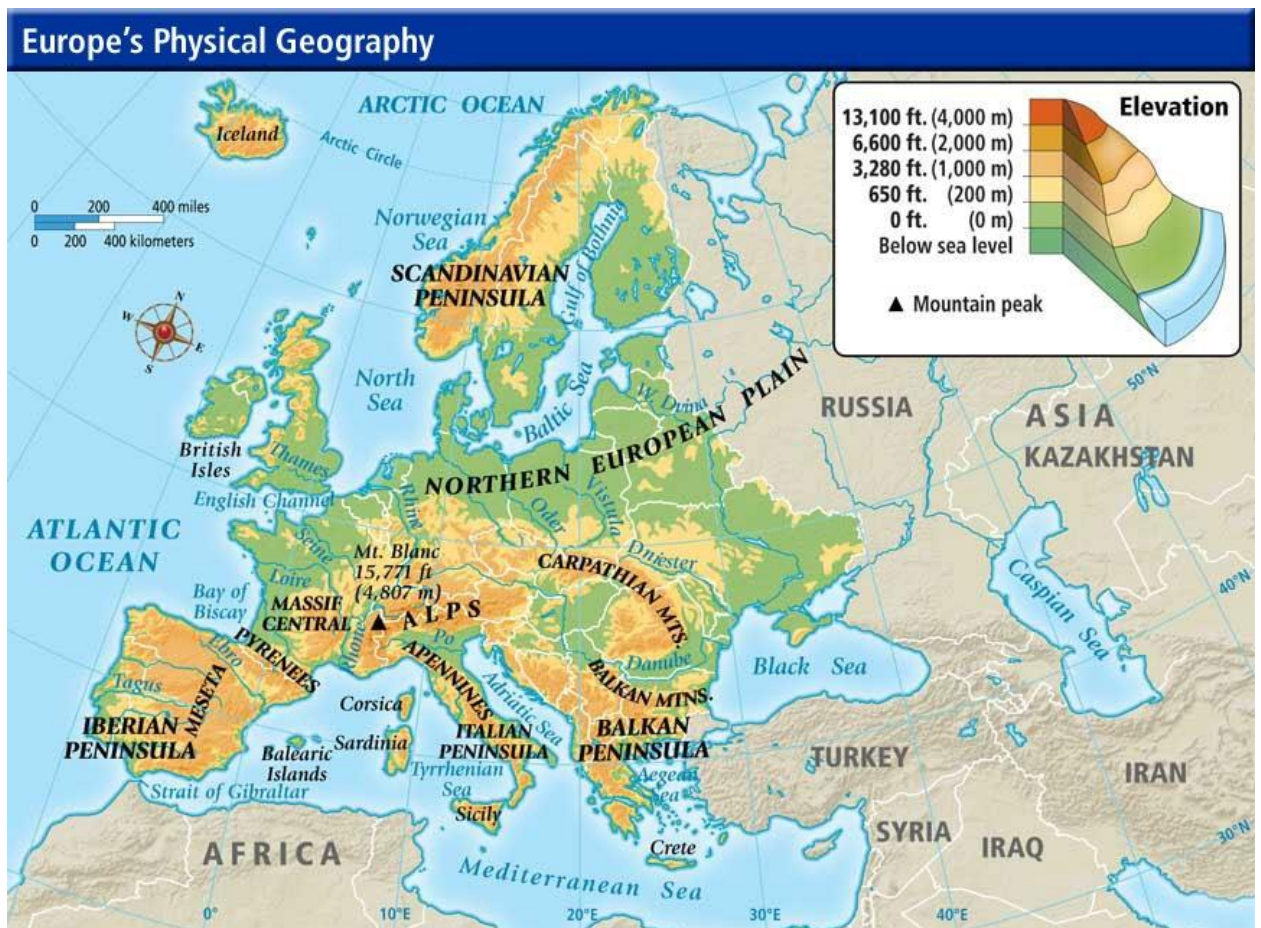 Europe's Physical Geography
ARCTIC OCEAN
Iceland
Arctic Circle
0 200 400 miles
0 200 400 kilometers
Norwegian
Sea
Gulf of Bothnia
SCANDINAVIAN
PENINSULA
N
W
E
S
North
Sea
Baltic Sea
W. Dvina
British
Isles
Thames
English Channel
NORTHERN EUROPEAN PLAIN
Rhine
Oder
Vistula
ATLANTIC
OCEAN
Seine
Mt. Blanc
15,771 ft
(4,807 m)
Dniester
CARPATHIAN MTS.
Loire
Bay of
Biscay
MASSIF
CENTRAL
ALPS
Rhone
Po
PYRENEES
Ebro
Tagus
MESETA
IBERIAN
PENINSULA
APENNINES
Adriatic Sea
Danube
BALKAN MTNS.
Black Sea
Corsica
Sardinia
ITALIAN
PENINSULA
BALKAN
PENINSULA
Balearic
Islands
Tyrrhenian
Sea
Aegean
Sea
Strait of Gibraltar
Sicily
Crete
AFRICA
Mediterranean Sea
Elevation
13,100 ft. (4,000 m)
6,600 ft. (2,000 m)
3,280 ft. (1,000 m)
650 ft. (200 m)
0 ft. (0 m)
Below sea level
▲ Mountain peak
RUSSIA
ASIA
KAZAKHSTAN
50°N
Caspian Sea
40°N
TURKEY
IRAN
SYRIA
IRAQ
30°N
0°
10°E
20°E
30°E
40°E